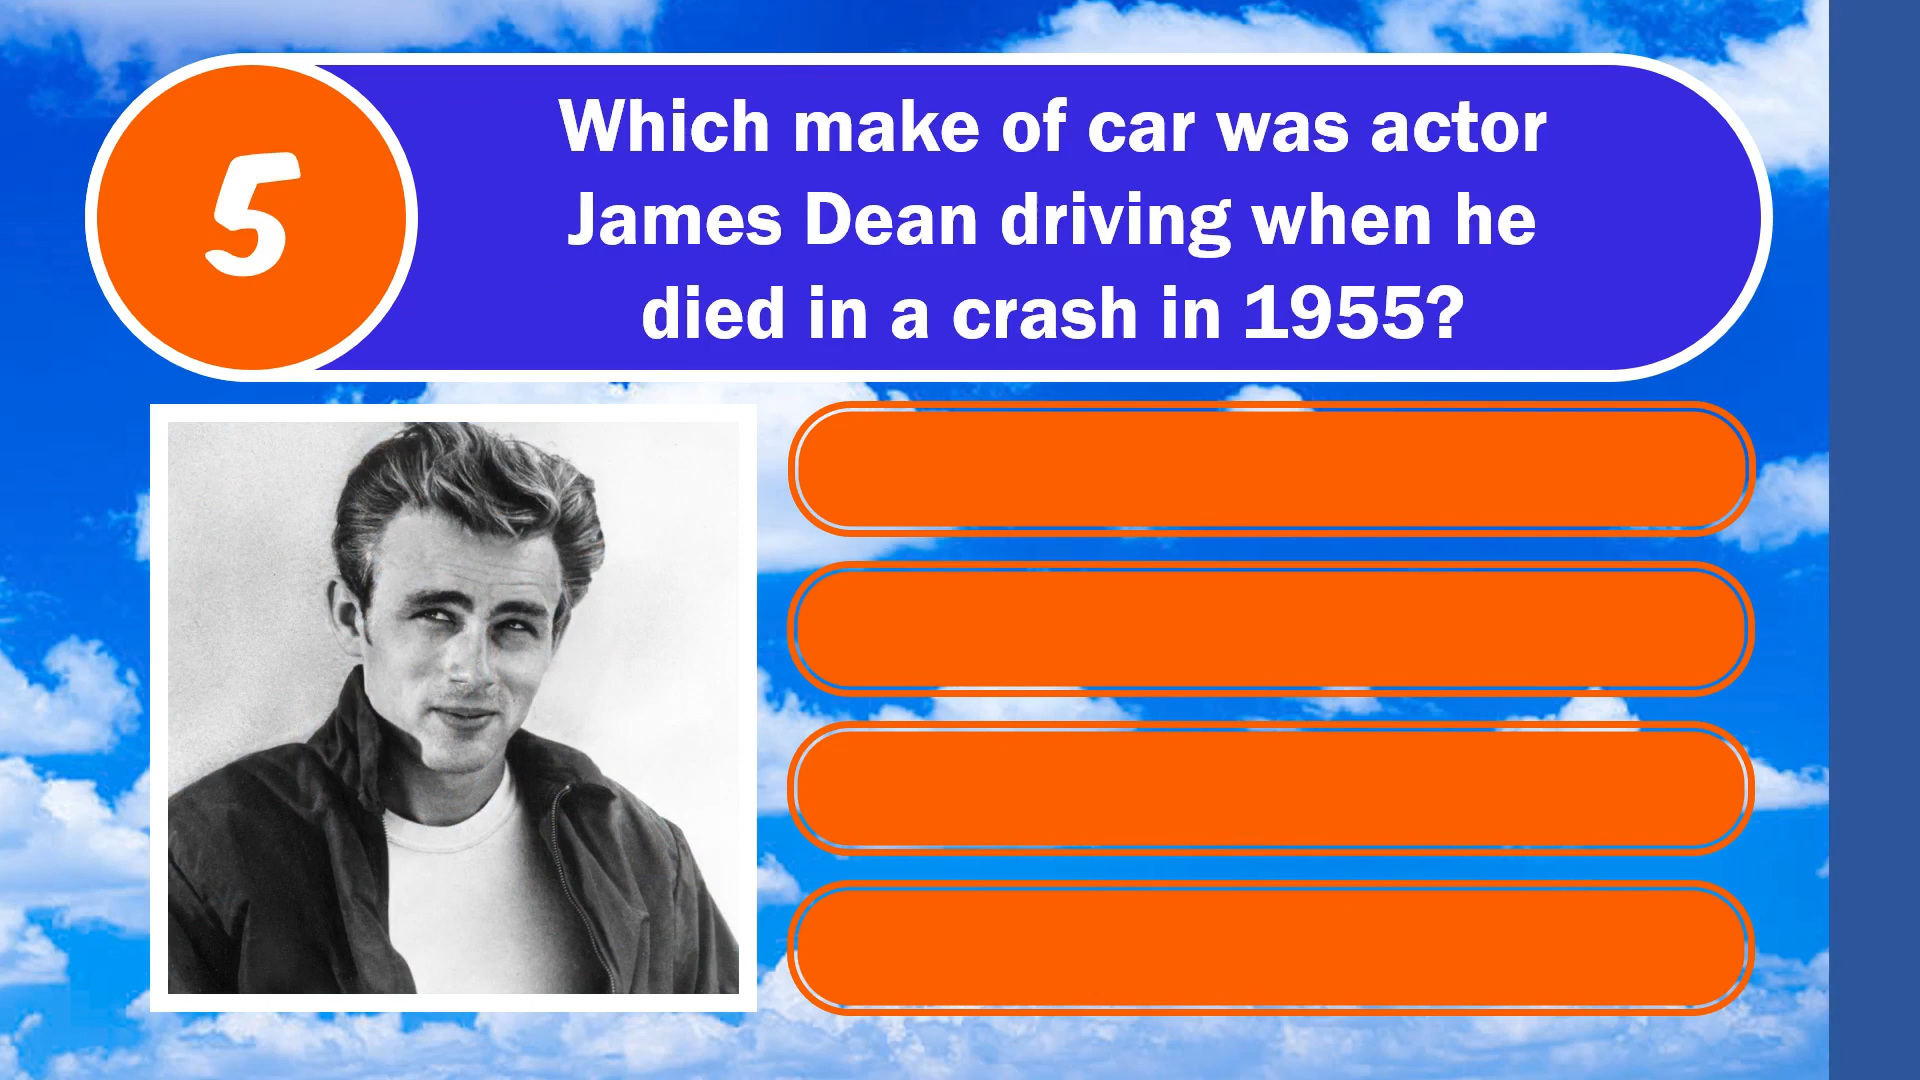 5
Which make of car was actor
James Dean driving when he
died in a crash in 1955?